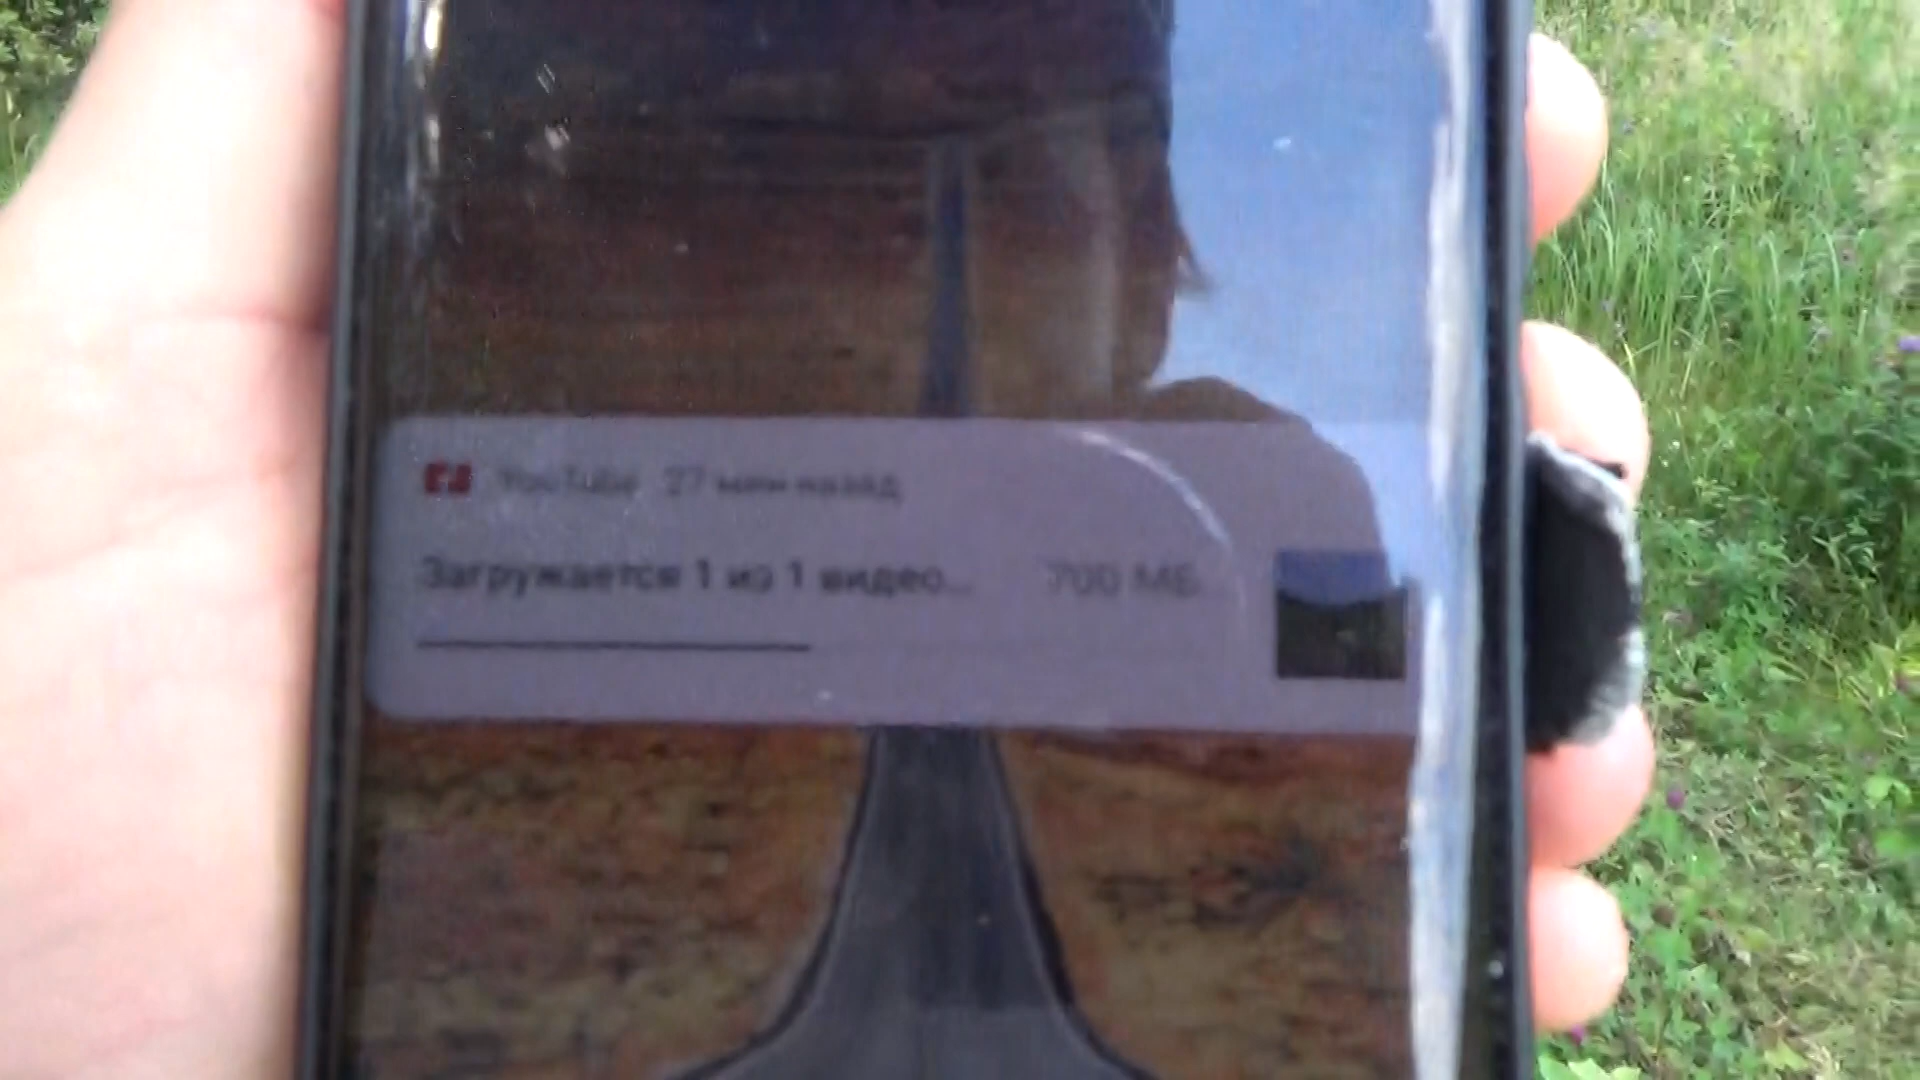 YouTube 27 мин назад
Загружается 1 из 1 видео... 700 МБ